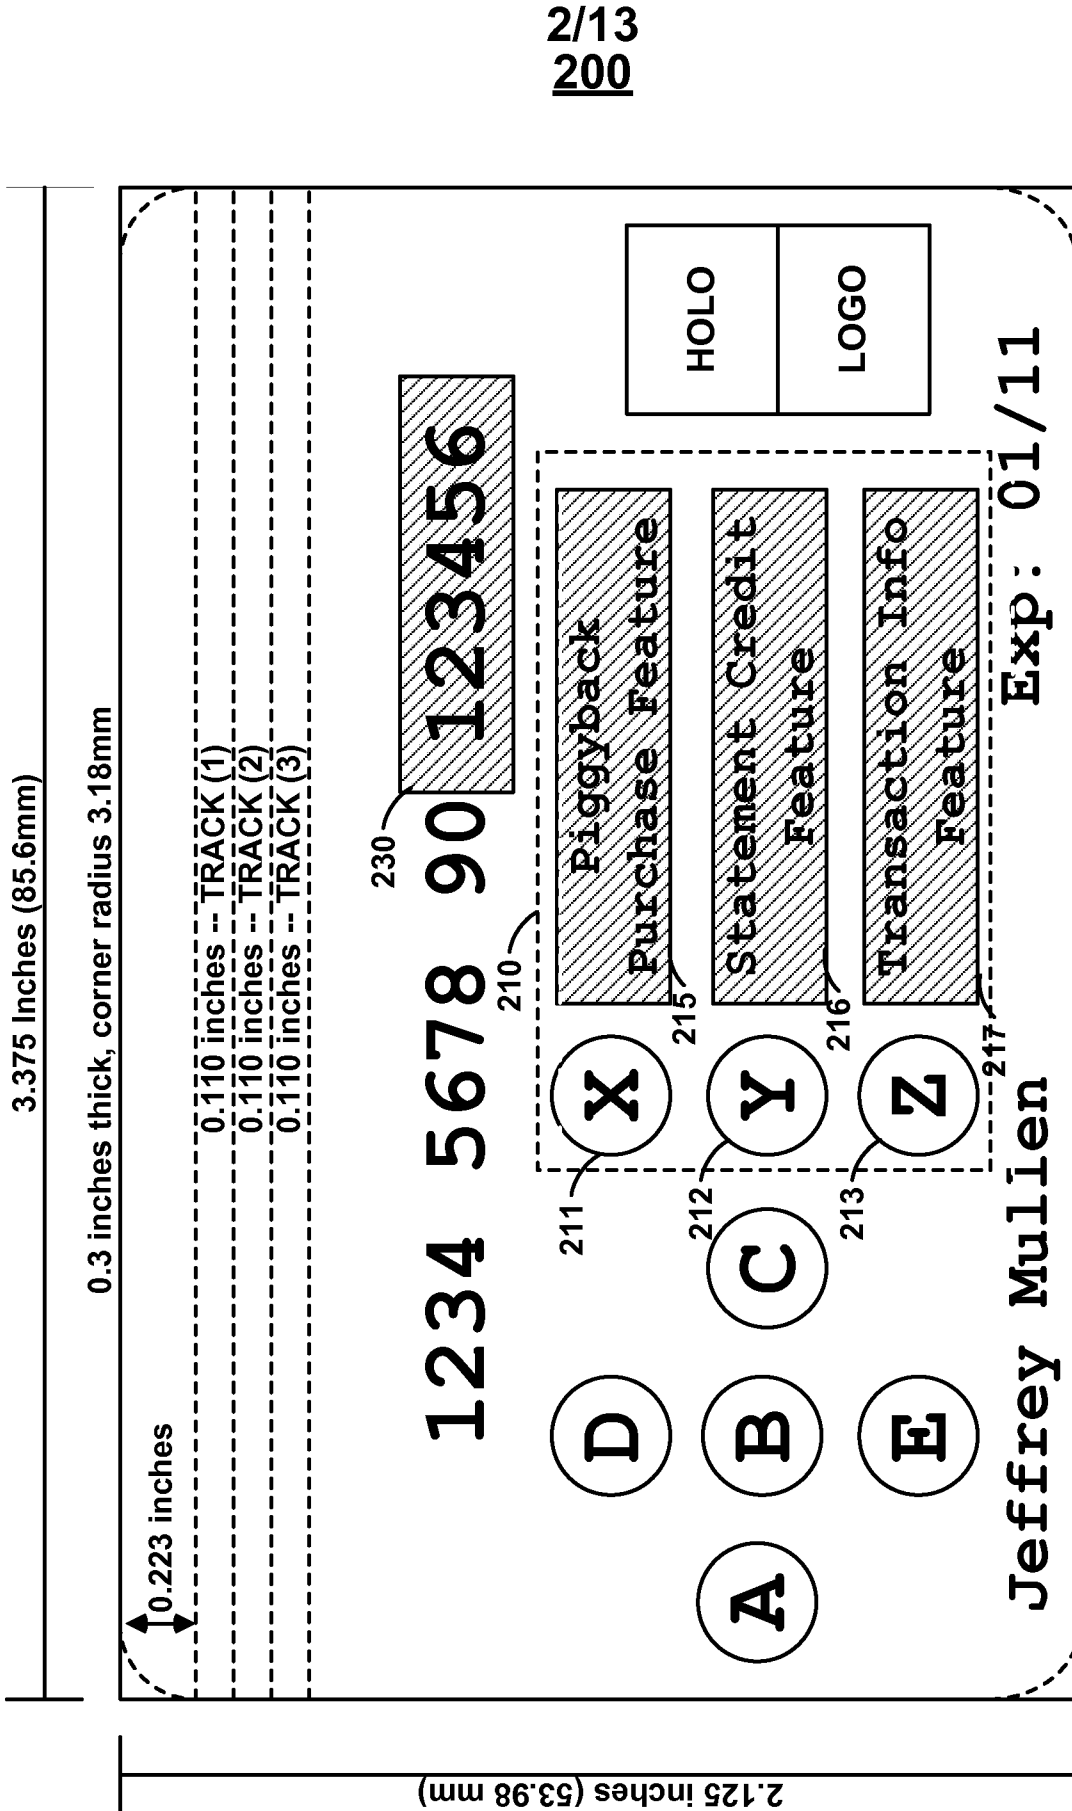 2/13
200
3.375 Inches (85.6mm)
0.3 inches thick, corner radius 3.18mm
0.223 inches
0.110 inches -- TRACK (1)
0.110 inches -- TRACK (2)
0.110 inches -- TRACK (3)
230
1234 5678 90 123456
210
D
211
X
Piggyback
Purchase Feature
215
HOLO
A
B
C
212
Y
Statement Credit
Feature
216
LOGO
E
213
Z
Transaction Info
Feature
217
Jeffrey Mullen
Exp: 01/11
2.125 inches (53.98 mm)